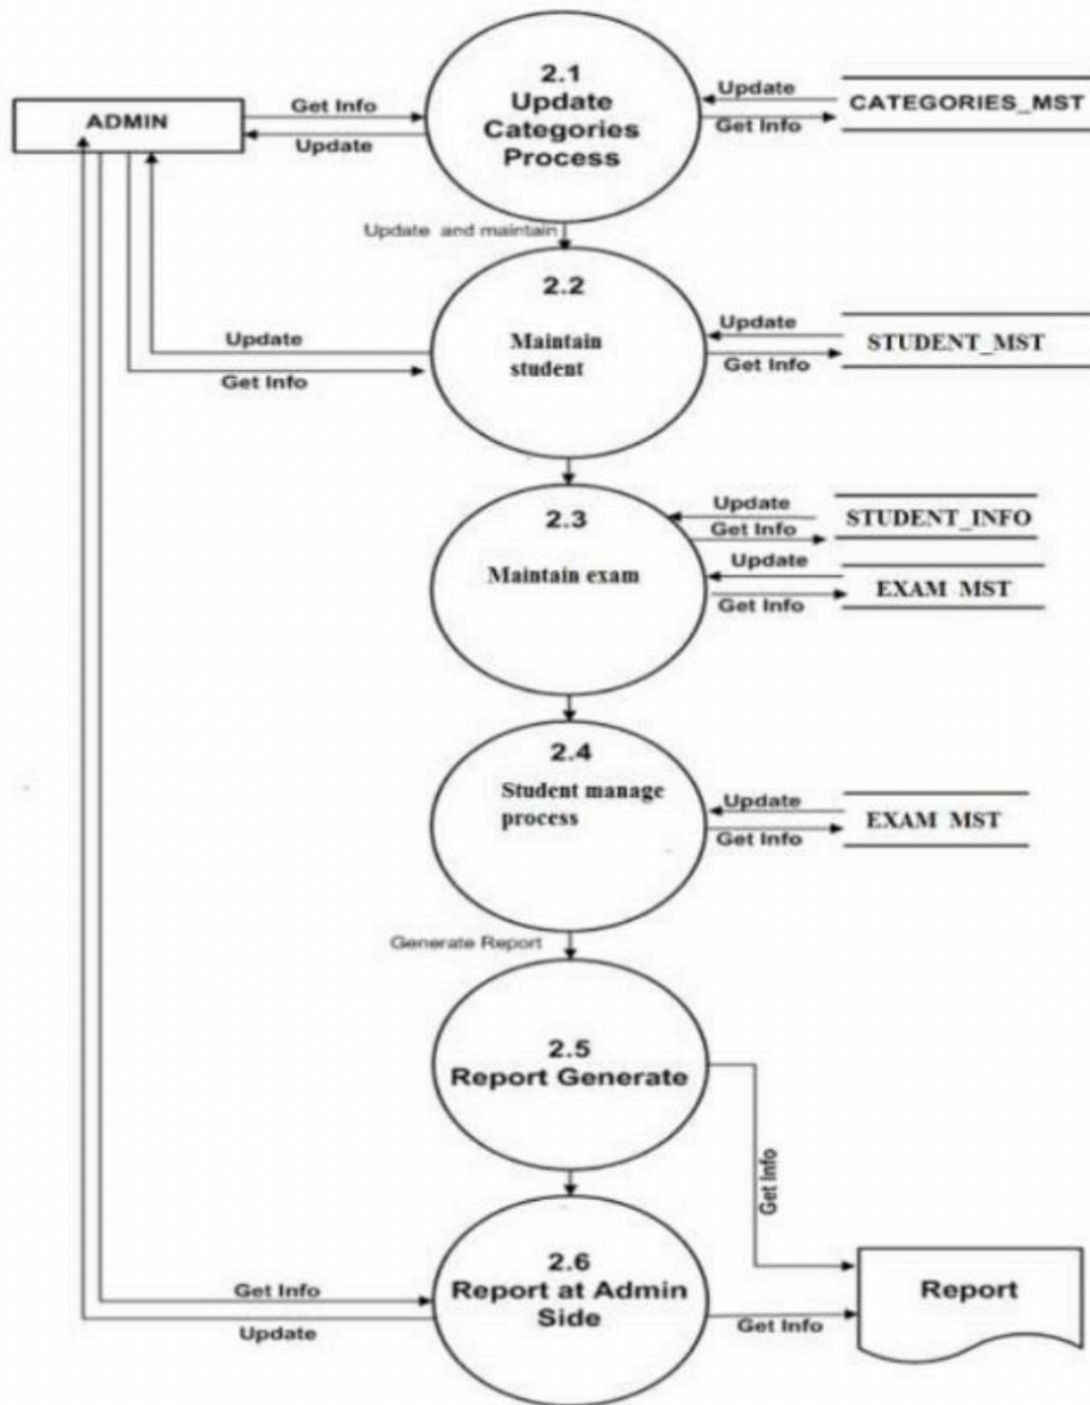 2.1
Update
Categories
Process
ADMIN
Get Info
Update
Update
Get Info
CATEGORIES_MST
Update and maintain
2.2
Maintain
student
Update
Get Info
Update
Get Info
STUDENT_MST
2.3
Maintain exam
Update
Get Info
STUDENT_INFO
Update
Get Info
EXAM MST
2.4
Student manage
process
Update
Get Info
EXAM MST
Generate Report
2.5
Report Generate
Get Info
2.6
Report at Admin
Side
Get Info
Update
Get Info
Report